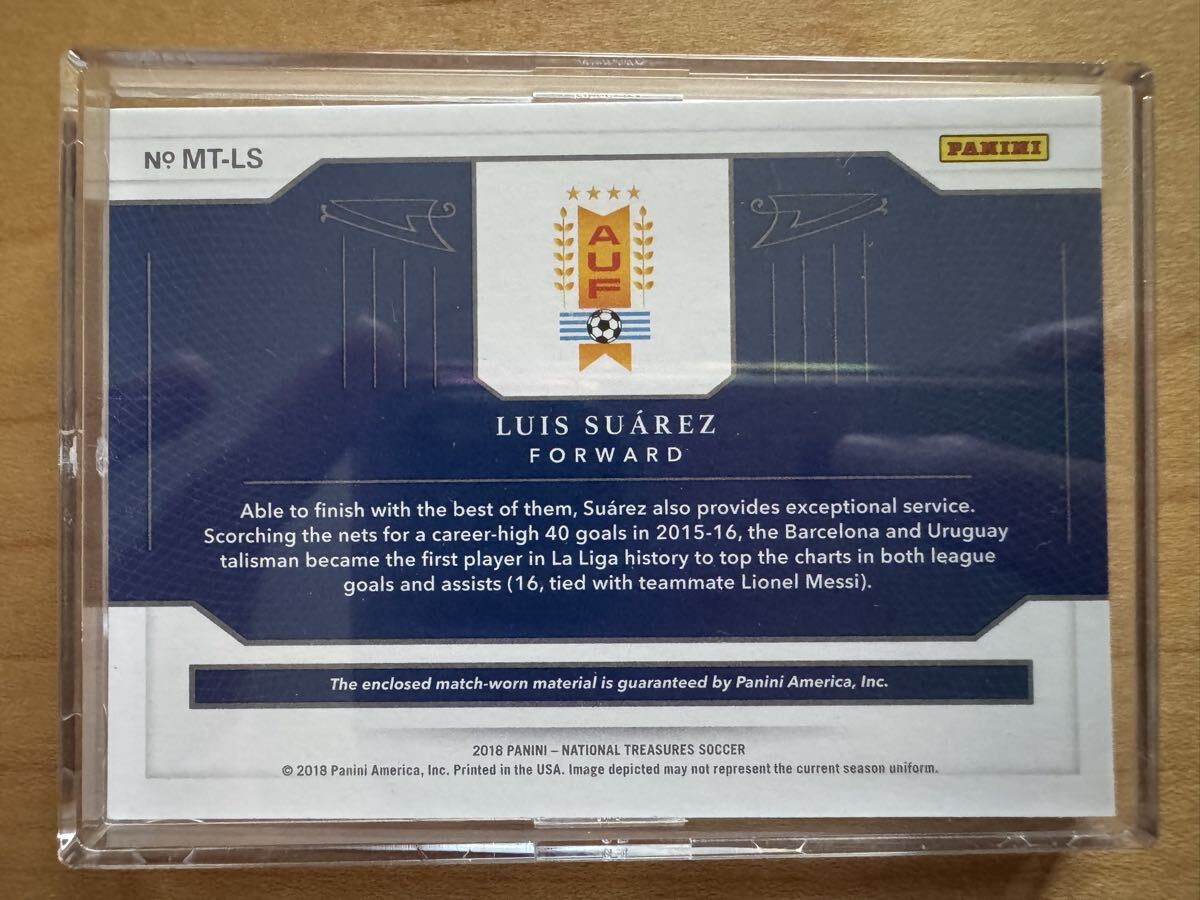 Nº MT-LS
PANINI
AUF
LUIS SUÁREZ
FORWARD
Able to finish with the best of them, Suárez also provides exceptional service.
Scorching the nets for a career-high 40 goals in 2015-16, the Barcelona and Uruguay
talisman became the first player in La Liga history to top the charts in both league
goals and assists (16, tied with teammate Lionel Messi).
The enclosed match-worn material is guaranteed by Panini America, Inc.
2018 PANINI – NATIONAL TREASURES SOCCER
© 2018 Panini America, Inc. Printed in the USA. Image depicted may not represent the current season uniform.